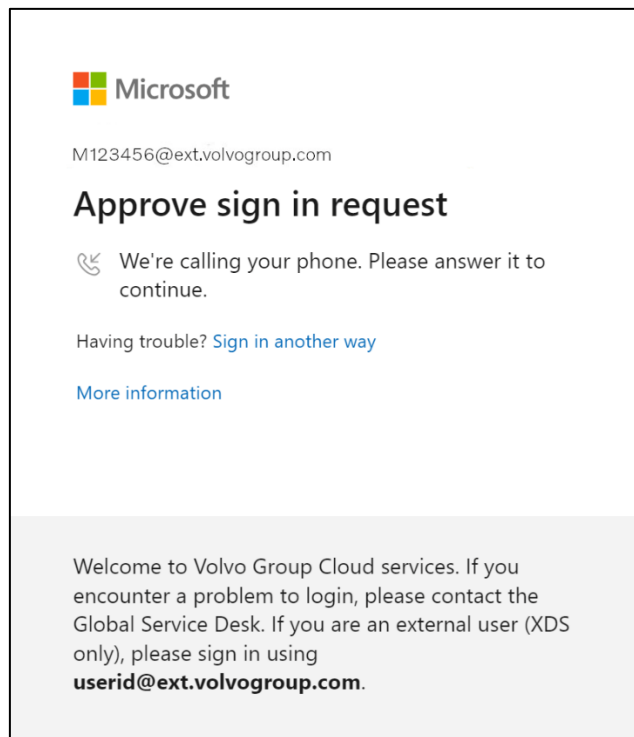 Microsoft
M123456@ext.volvogroup.com
Approve sign in request
We're calling your phone. Please answer it to
continue.
Having trouble? Sign in another way
More information
Welcome to Volvo Group Cloud services. If you
encounter a problem to login, please contact the
Global Service Desk. If you are an external user (XDS
only), please sign in using
userid@ext.volvogroup.com.